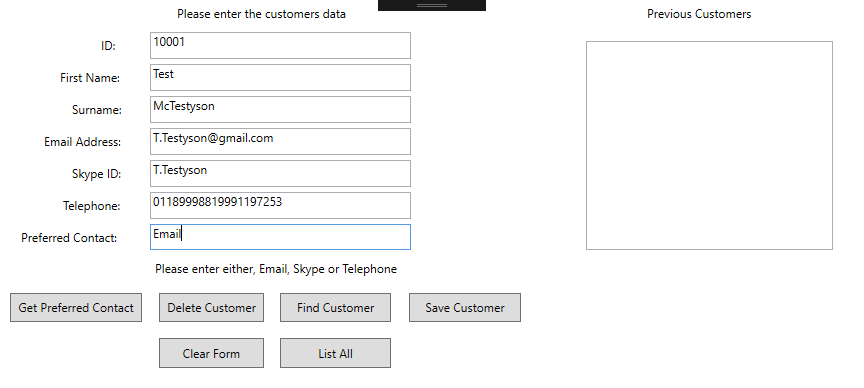 Please enter the customers data
Previous Customers
ID: 10001
First Name: Test
Surname: McTestyson
Email Address: T.Testyson@gmail.com
Skype ID: T.Testyson
Telephone: 01189998819991197253
Preferred Contact: Email
Please enter either, Email, Skype or Telephone
Get Preferred Contact Delete Customer Find Customer Save Customer
Clear Form List All